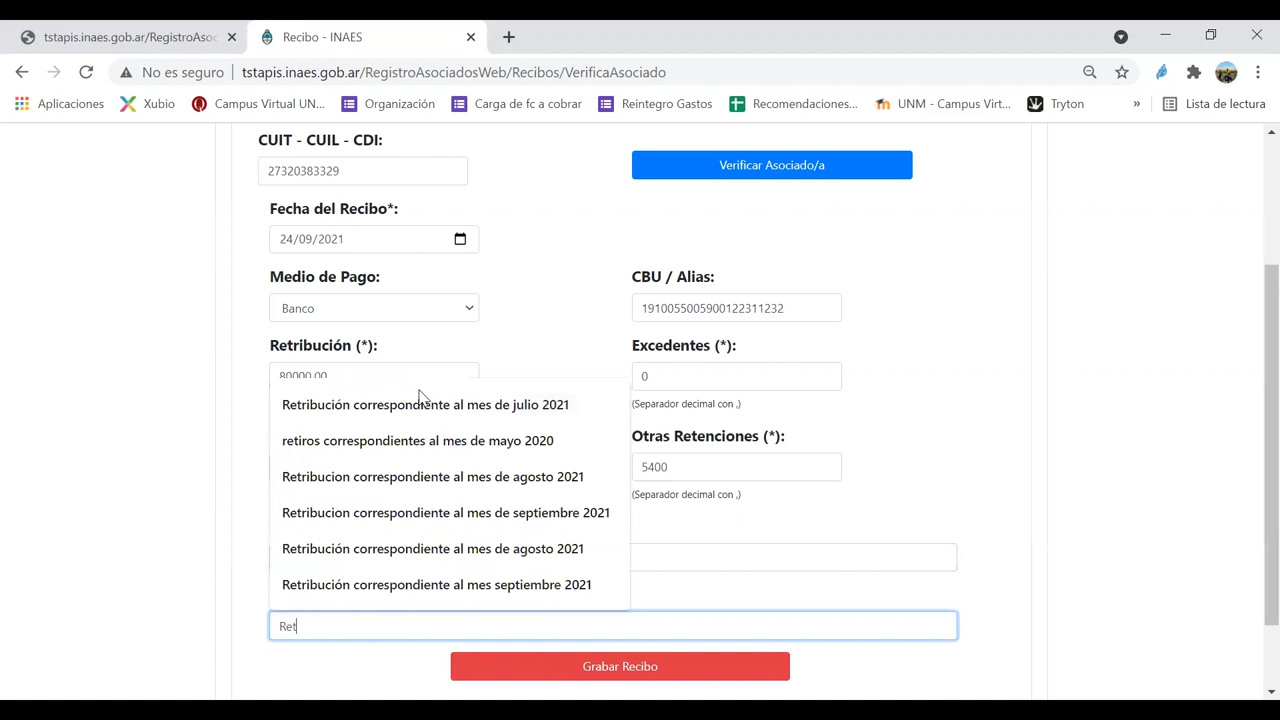 tstapis.inaes.gob.ar/RegistroAsoc
Recibo - INAES
No es seguro
tstapis.inaes.gob.ar/RegistroAsociadosWeb/Recibos/VerificaAsociado
Aplicaciones
Xubio
Campus Virtual UN...
Organización
Carga de fc a cobrar
Reintegro Gastos
Recomendaciones...
UNM - Campus Virt...
Tryton
»
Lista de lectura
CUIT - CUIL - CDI:
27320383329
Verificar Asociado/a
Fecha del Recibo*:
24/09/2021
Medio de Pago:
CBU / Alias:
Banco
1910055005900122311232
Retribución (*):
Excedentes (*):
80000.00
0
(Separador decimal con ,)
Retribución correspondiente al mes de julio 2021
retiros correspondientes al mes de mayo 2020
Otras Retenciones (*):
5400
Retribucion correspondiente al mes de agosto 2021
(Separador decimal con ,)
Retribucion correspondiente al mes de septiembre 2021
Retribución correspondiente al mes de agosto 2021
Retribución correspondiente al mes septiembre 2021
Ret
Grabar Recibo